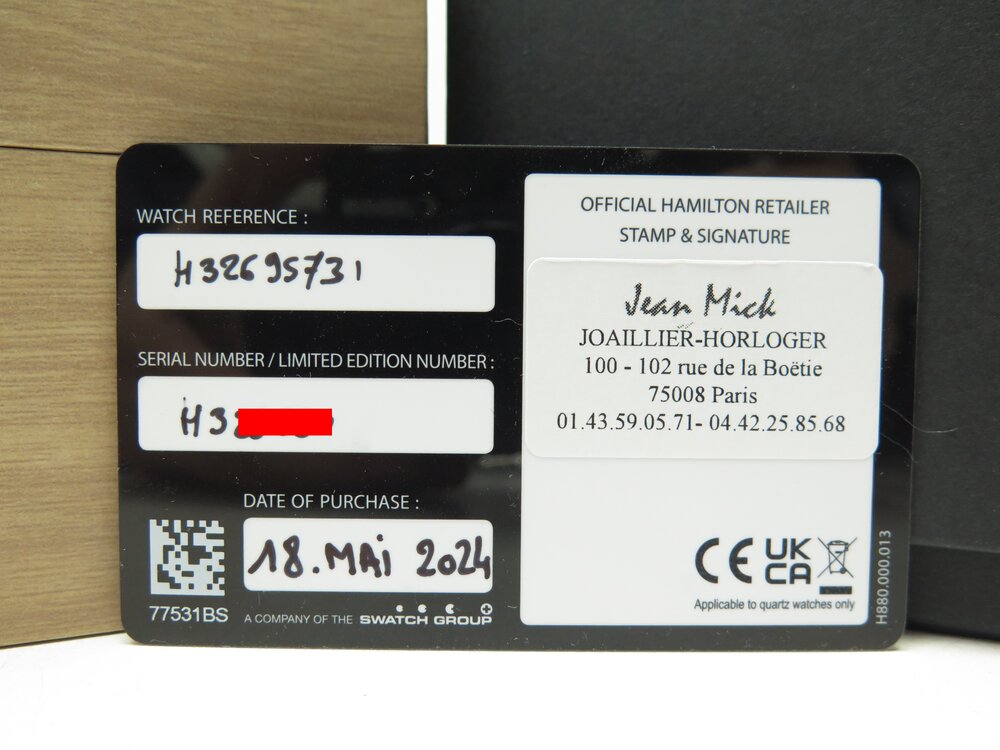 WATCH REFERENCE :
H32695731
SERIAL NUMBER / LIMITED EDITION NUMBER :
H3
DATE OF PURCHASE :
18. MAi 2024
77531BS
A COMPANY OF THE SWATCH GROUP
OFFICIAL HAMILTON RETAILER
STAMP & SIGNATURE
Jean Mick
JOAILLIER-HORLOGER
100 - 102 rue de la Boëtie
75008 Paris
01.43.59.05.71- 04.42.25.85.68
CE UK
CA
Applicable to quartz watches only
H880.000.013